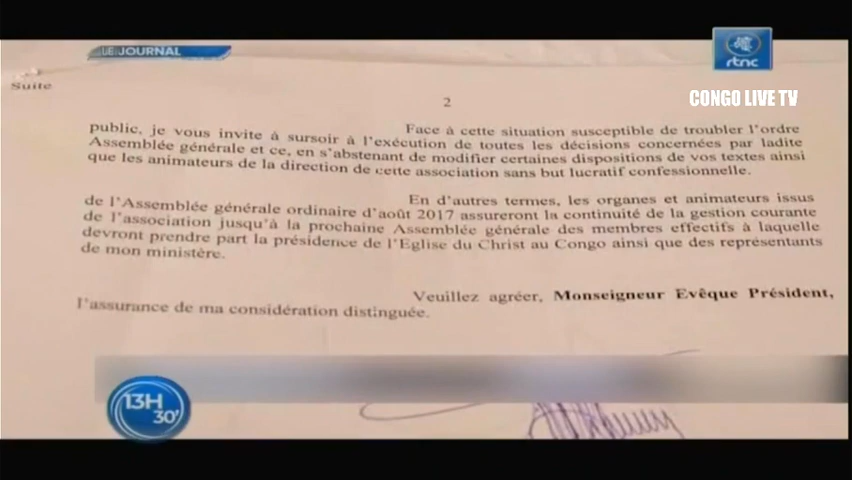 LE JOURNAL
rtnc
CONGO LIVE TV
Suite
2
Face à cette situation susceptible de troubler l'ordre
public, je vous invite à sursoir à l'exécution de toutes les décisions concernées par ladite
Assemblée générale et ce, en s'abstenant de modifier certaines dispositions de vos textes ainsi
que les animateurs de la direction de cette association sans but lucratif confessionnelle.
En d'autres termes, les organes et animateurs issus
de l'Assemblée générale ordinaire d'août 2017 assureront la continuité de la gestion courante
de l'association jusqu'à la prochaine Assemblée générale des membres effectifs à laquelle
devront prendre part la présidence de l'Eglise du Christ au Congo ainsi que des représentants
de mon ministère.
Veuillez agréer, Monseigneur Evêque Président,
l'assurance de ma considération distinguée.
13H
30'